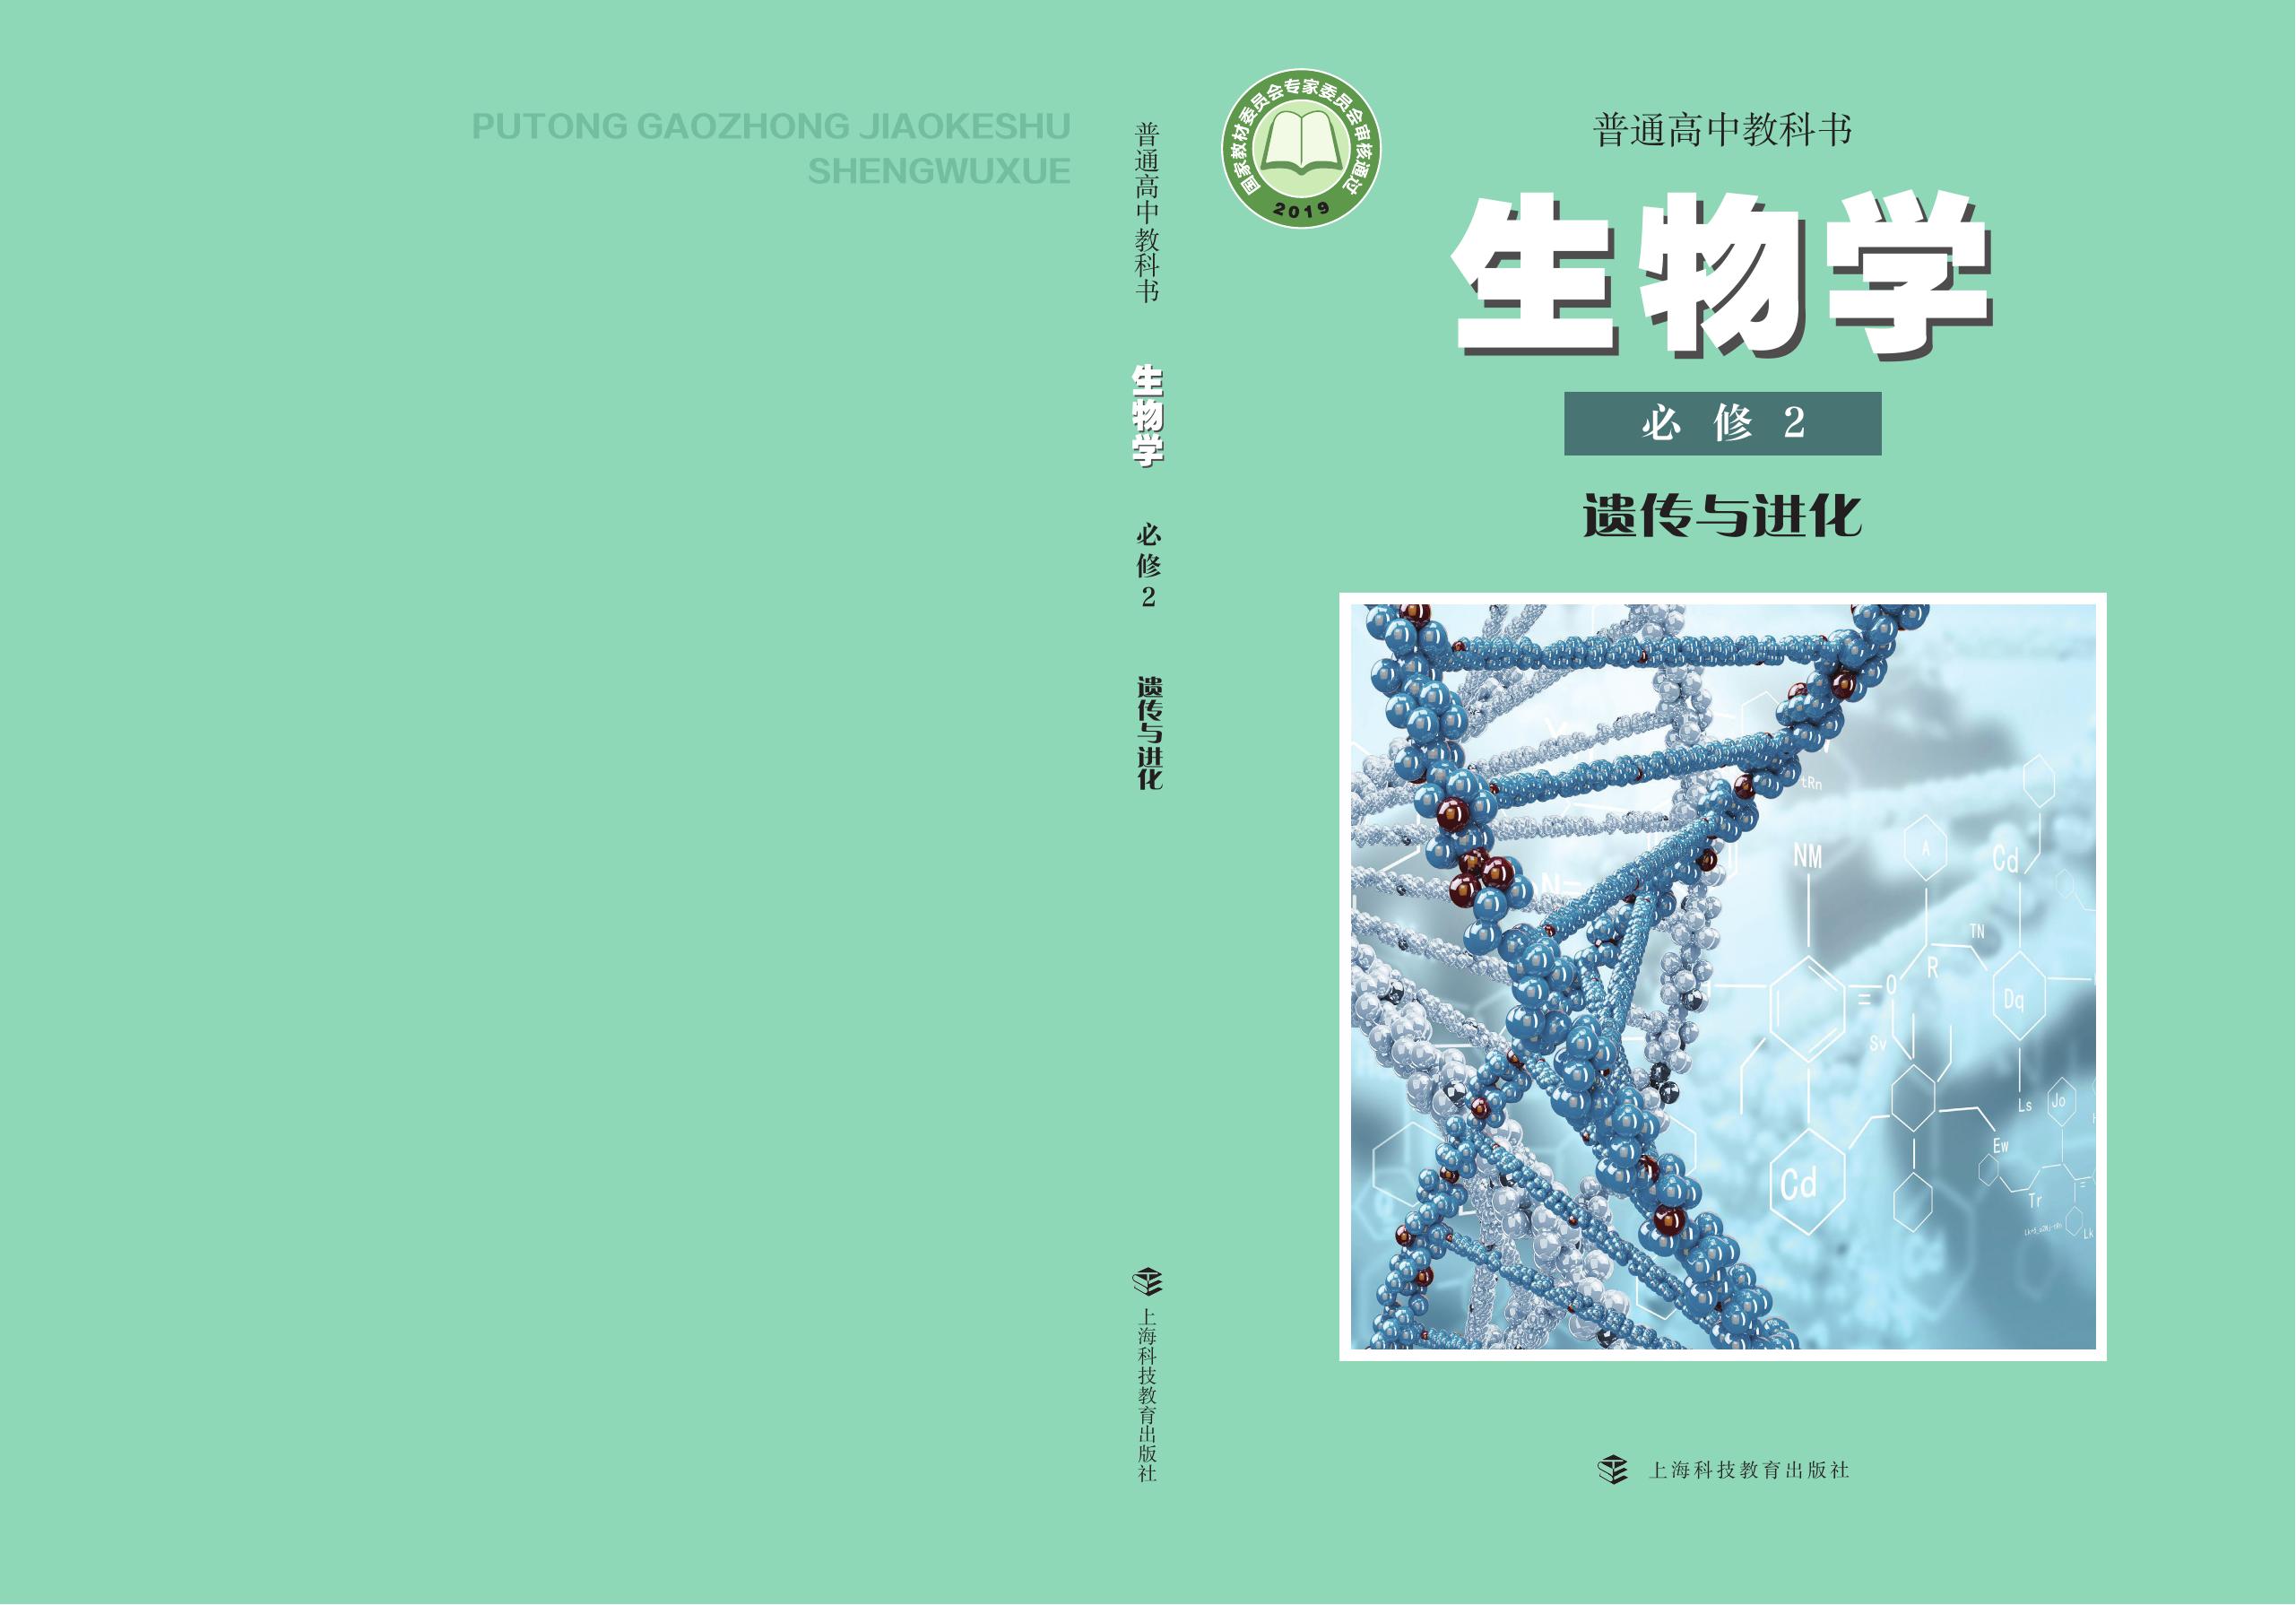 PUTONG GAOZHONG JIAOKESHU
SHENGWUXUE
普通高中教科书
生物学
必修2
遗传与进化
上海科技教育出版社
国家教材委员会专家委员会审核通过
2019
普通高中教科书
生物学
必修2
遗传与进化
tRn
NM
A
Cd
N=
TN
R
O
Dq
Sv
Ls
Jo
Ew
Cd
Tr
Lk
上海科技教育出版社